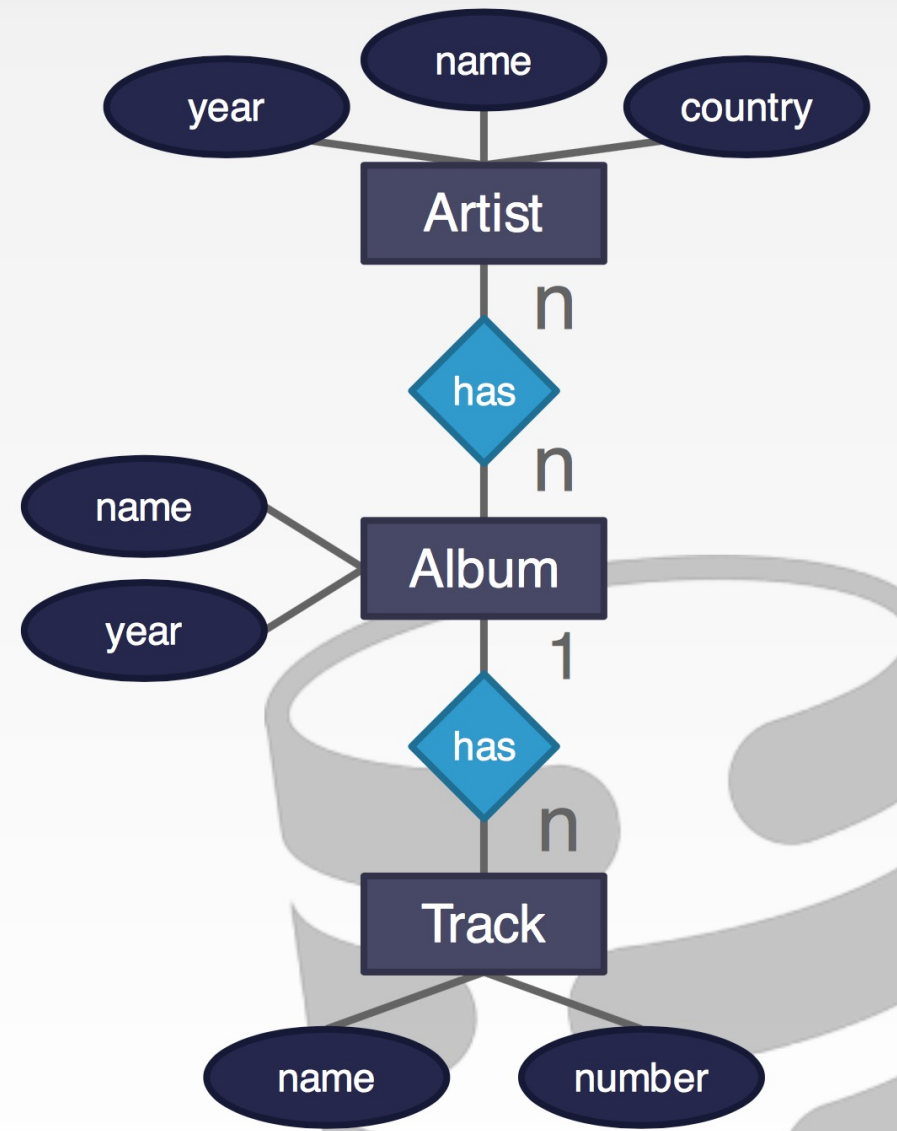 name
year
country
Artist
n
has
n
name
Album
year
1
has
n
Track
name
number